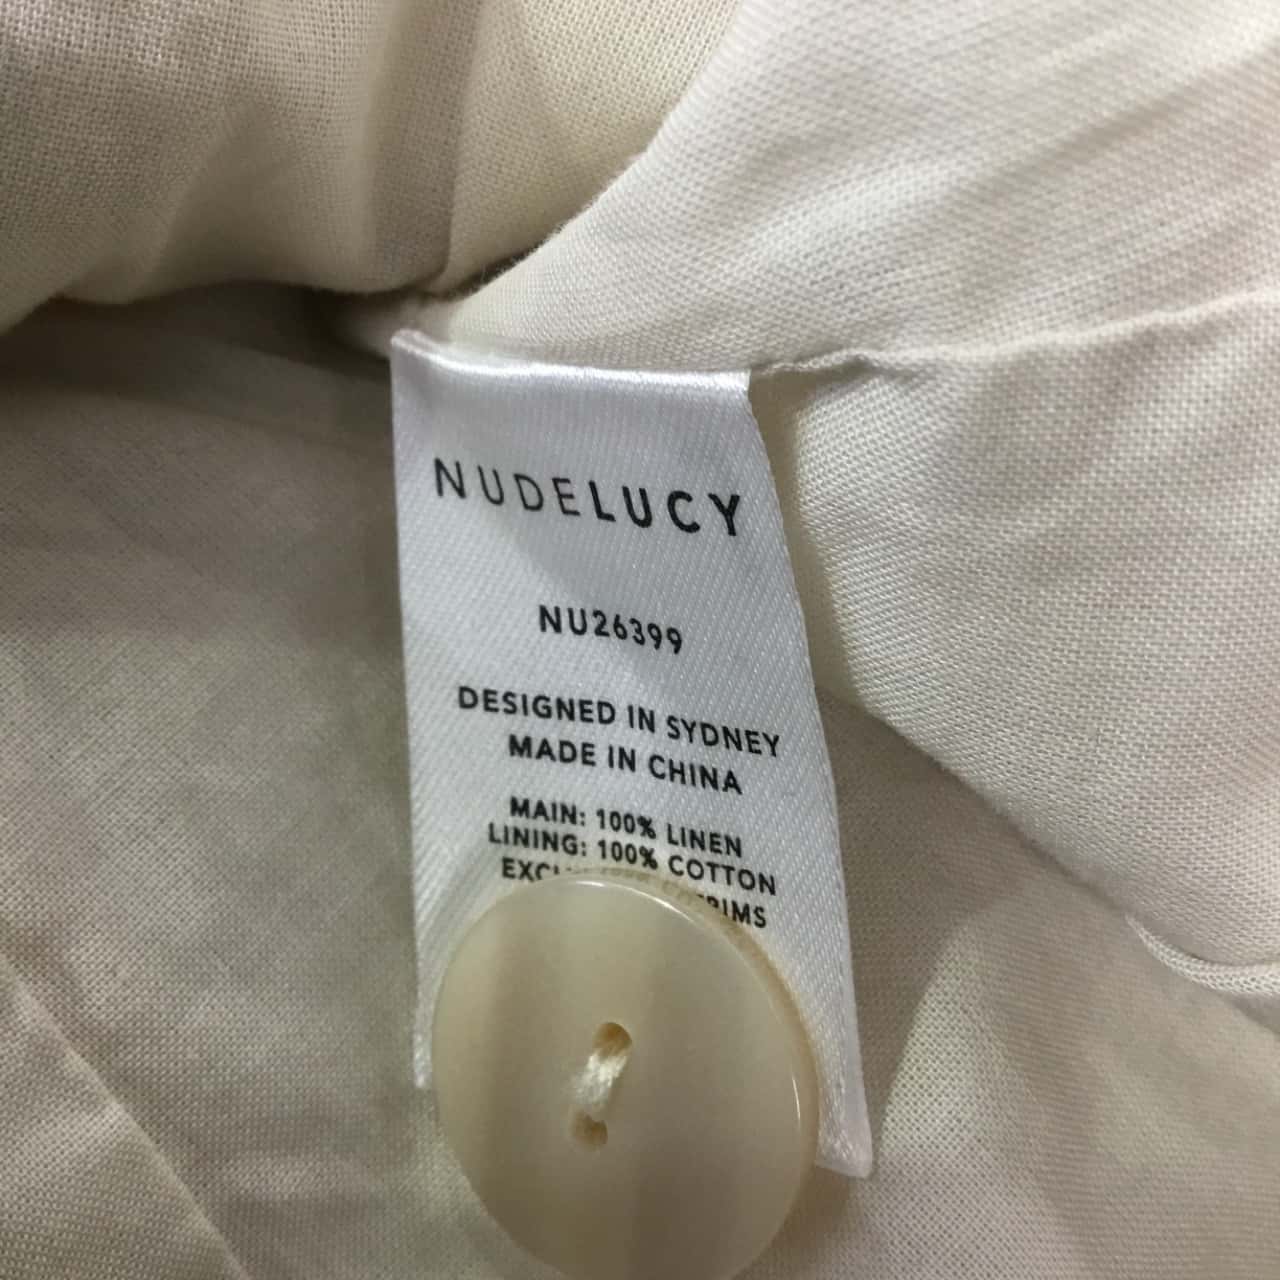 NUDELUCY
NU26399
DESIGNED IN SYDNEY
MADE IN CHINA
MAIN: 100% LINEN
LINING: 100% COTTON